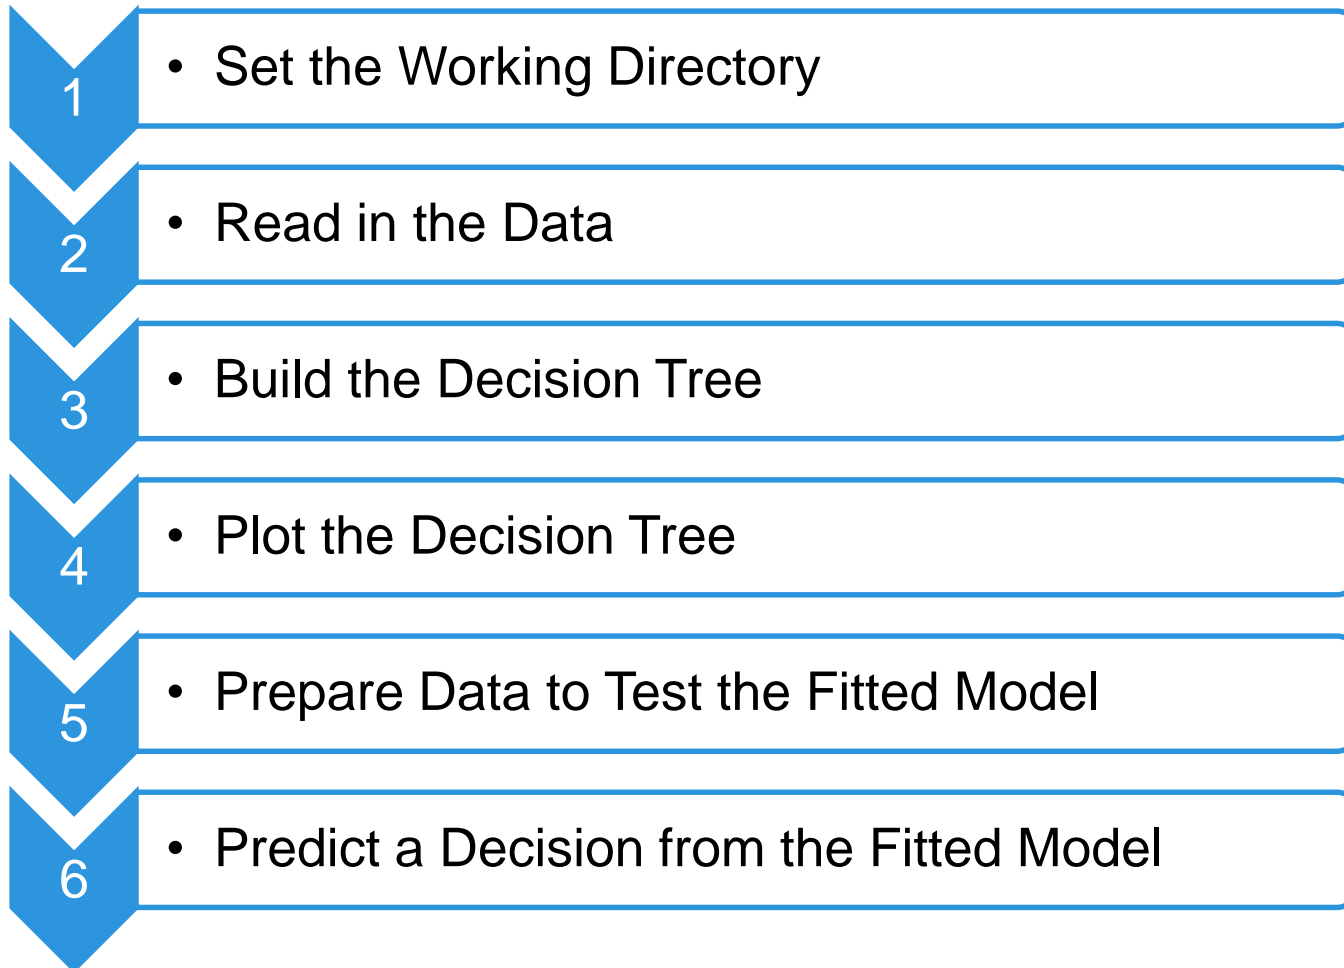 1 • Set the Working Directory
2 • Read in the Data
3 • Build the Decision Tree
4 • Plot the Decision Tree
5 • Prepare Data to Test the Fitted Model
6 • Predict a Decision from the Fitted Model